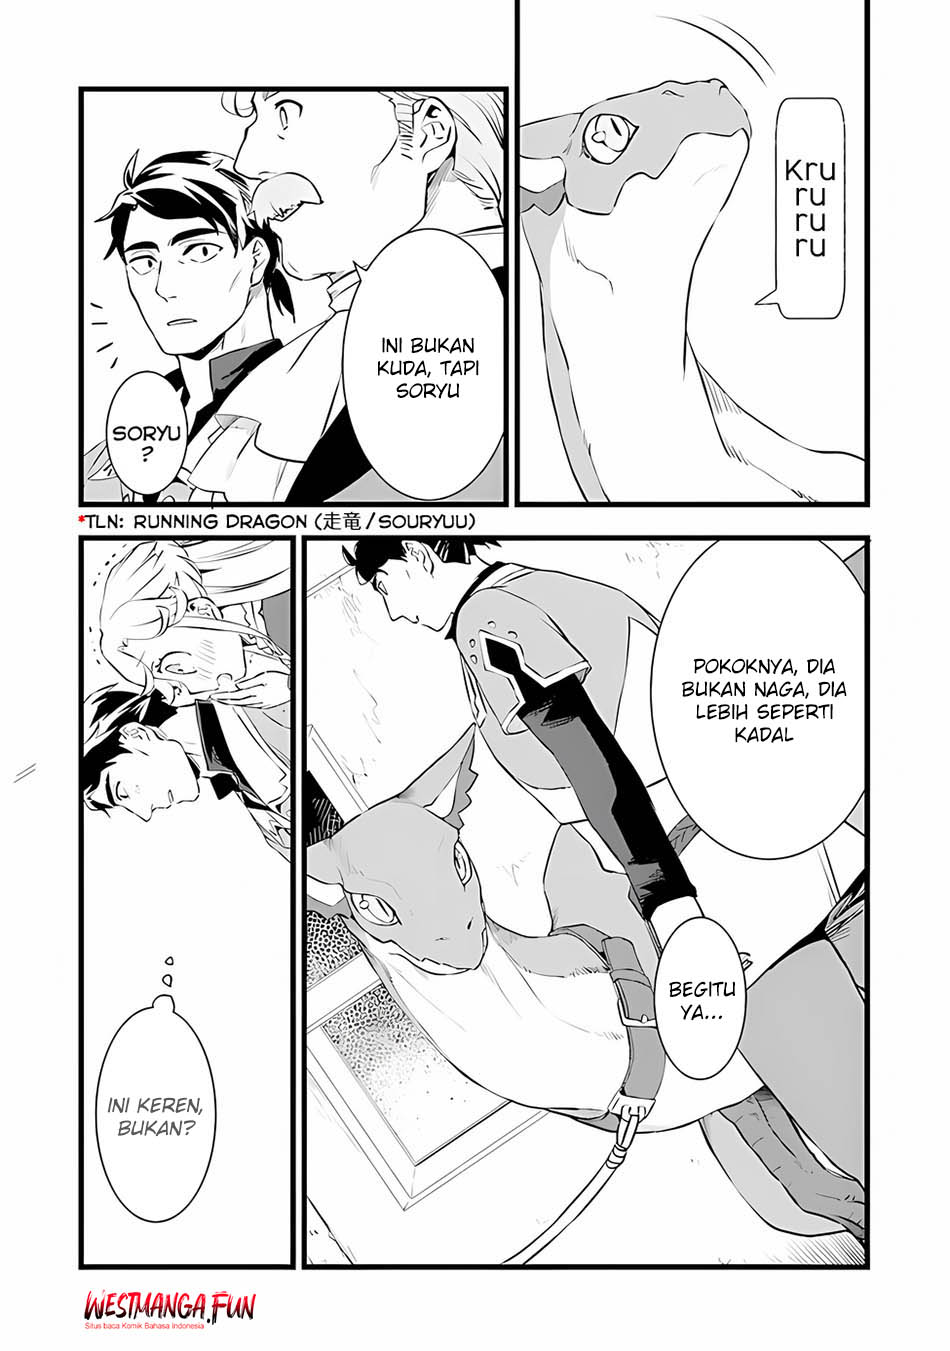 Kru
ru
ru
ru
INI BUKAN
KUDA, TAPI
SORYU
SORYU
?
*TLN: RUNNING DRAGON (走竜/SOURYUU)
POKOKNYA, DIA
BUKAN NAGA, DIA
LEBIH SEPERTI
KADAL
BEGITU
YA...
INI KEREN,
BUKAN?
WESTMANGA.FUN
Situs baca Komik Bahasa Indonesia